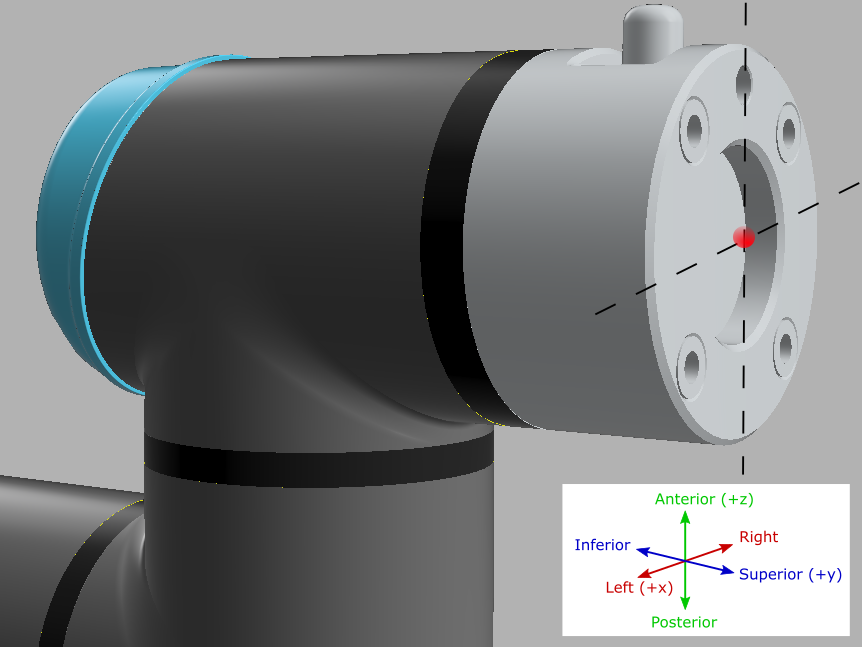 Anterior (+z)
Inferior
Right
Superior (+y)
Left (+x)
Posterior